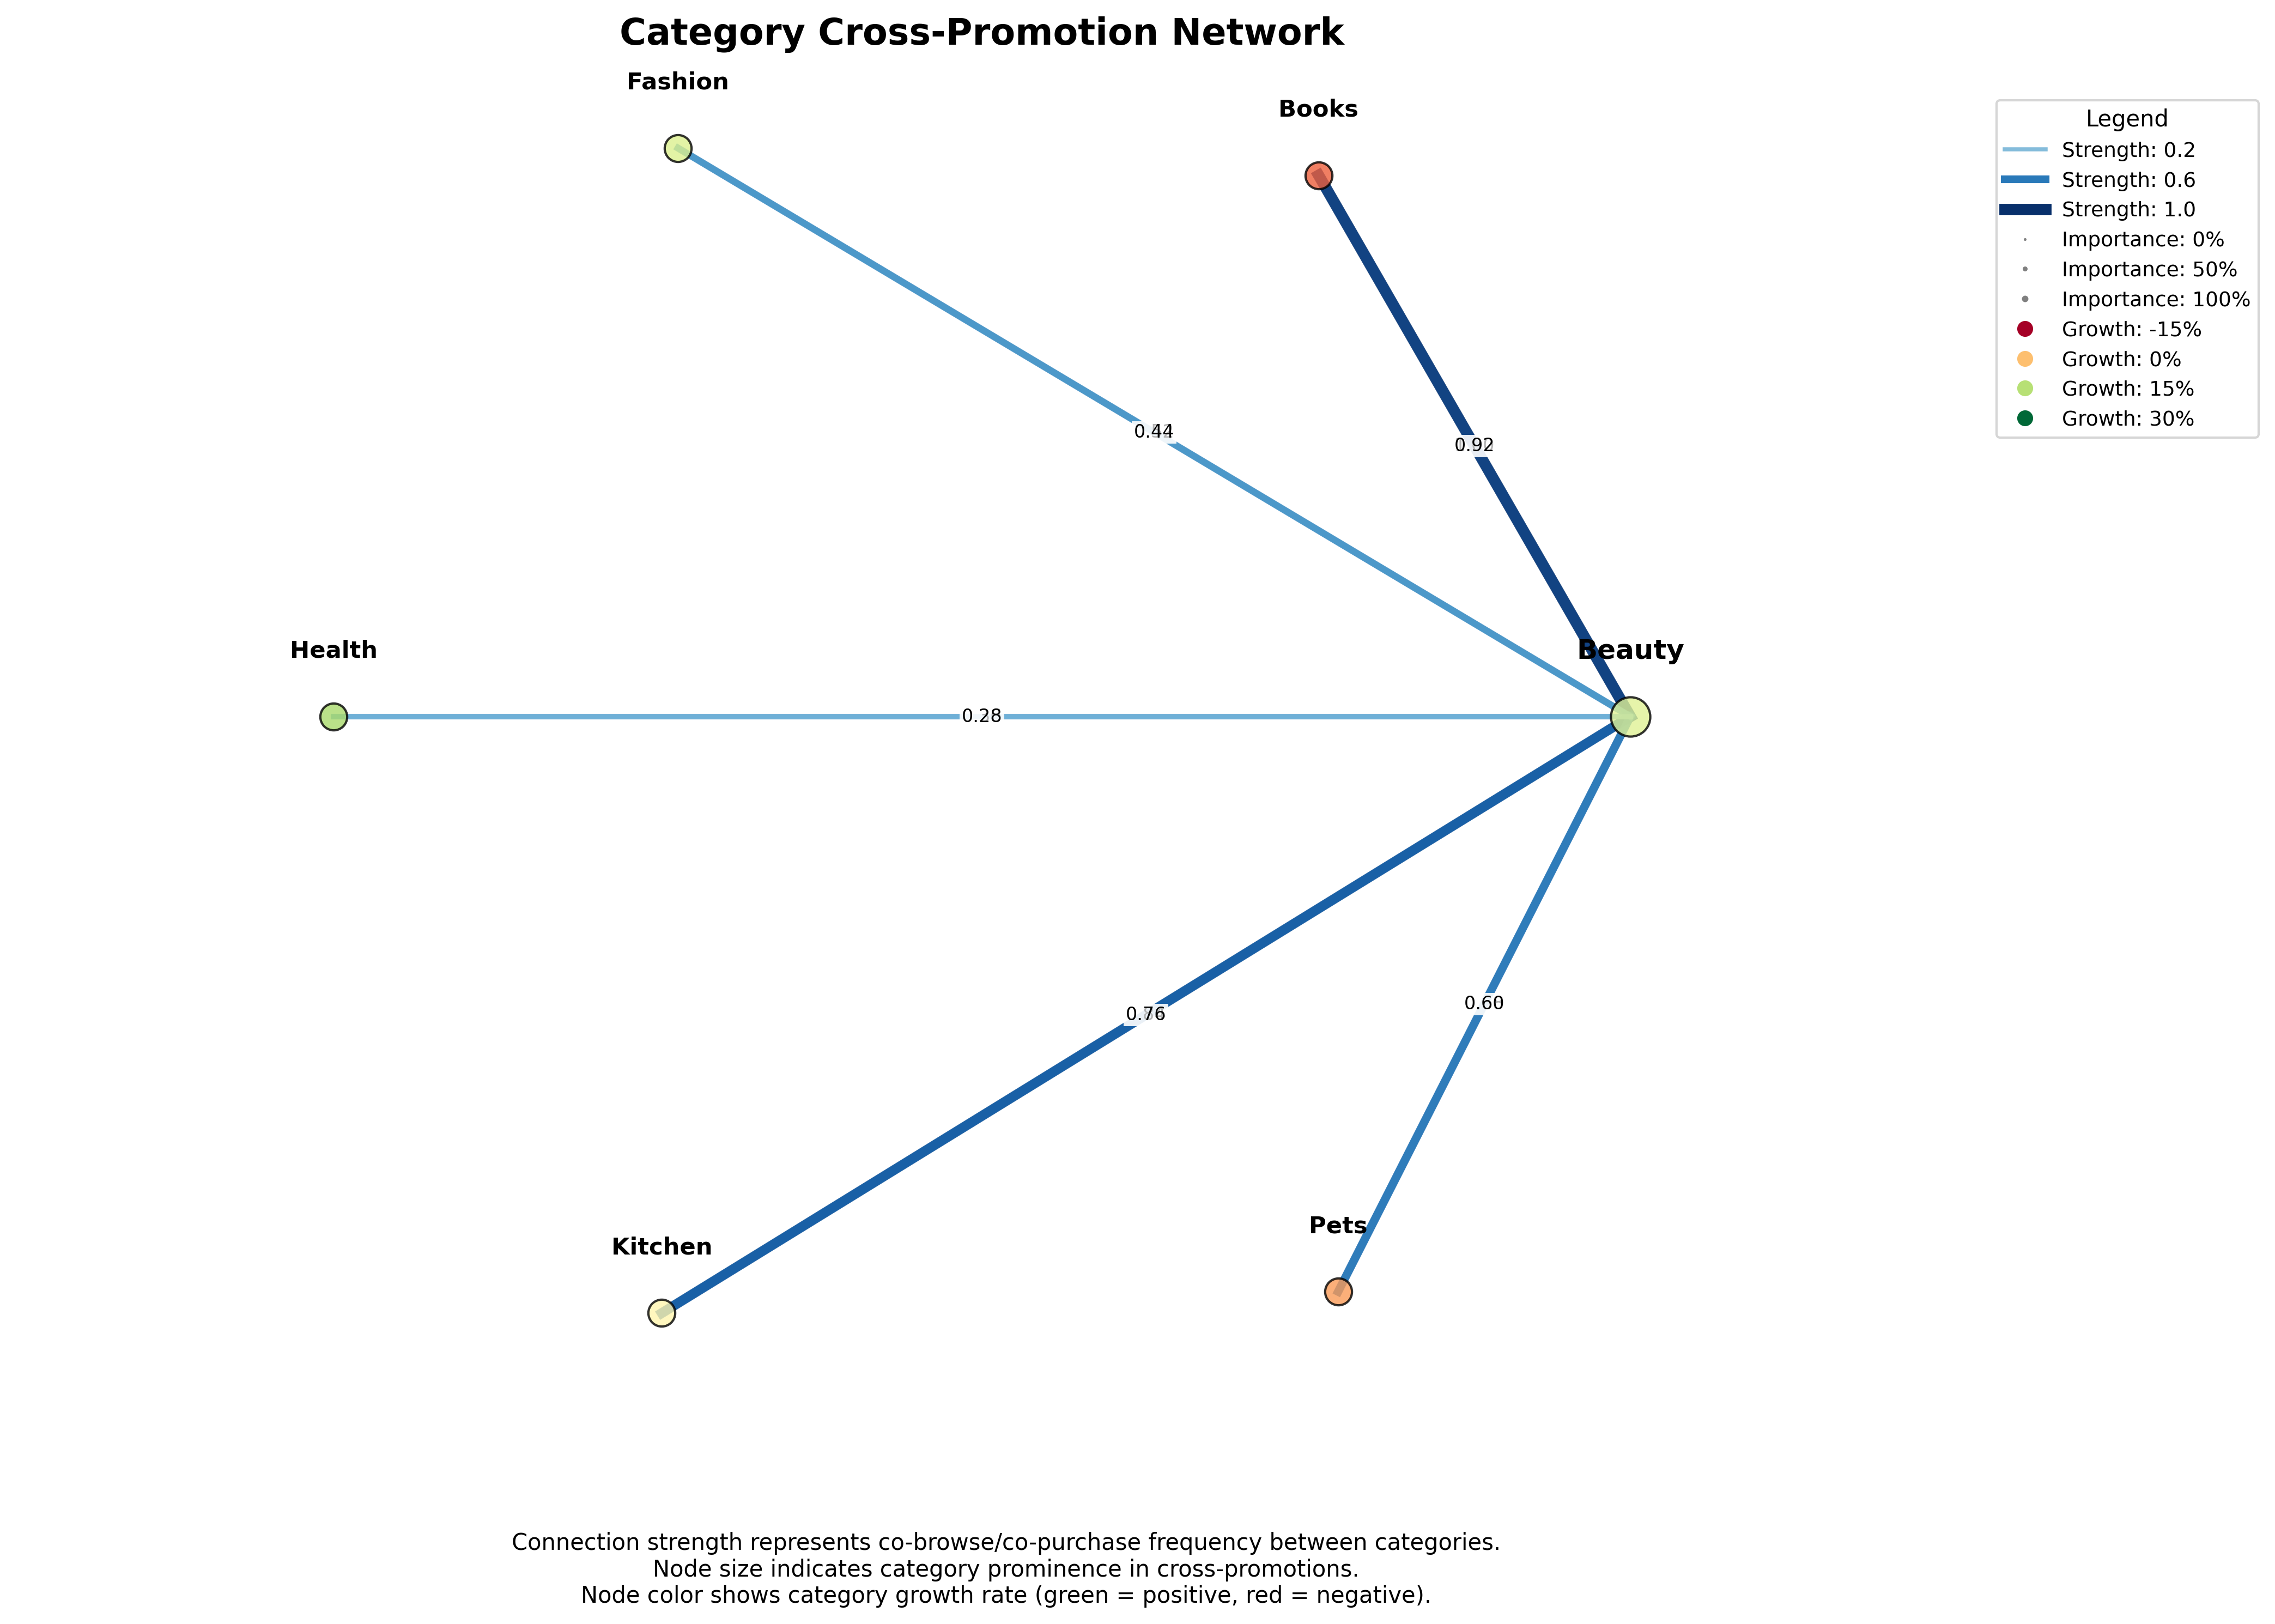 Category Cross-Promotion Network
Fashion
Books
Legend
Strength: 0.2
Strength: 0.6
Strength: 1.0
Importance: 0%
Importance: 50%
Importance: 100%
Growth: -15%
Growth: 0%
Growth: 15%
Growth: 30%
0.44
0.92
Health
Beauty
0.28
0.60
0.76
Pets
Kitchen
Connection strength represents co-browse/co-purchase frequency between categories.
Node size indicates category prominence in cross-promotions.
Node color shows category growth rate (green = positive, red = negative).